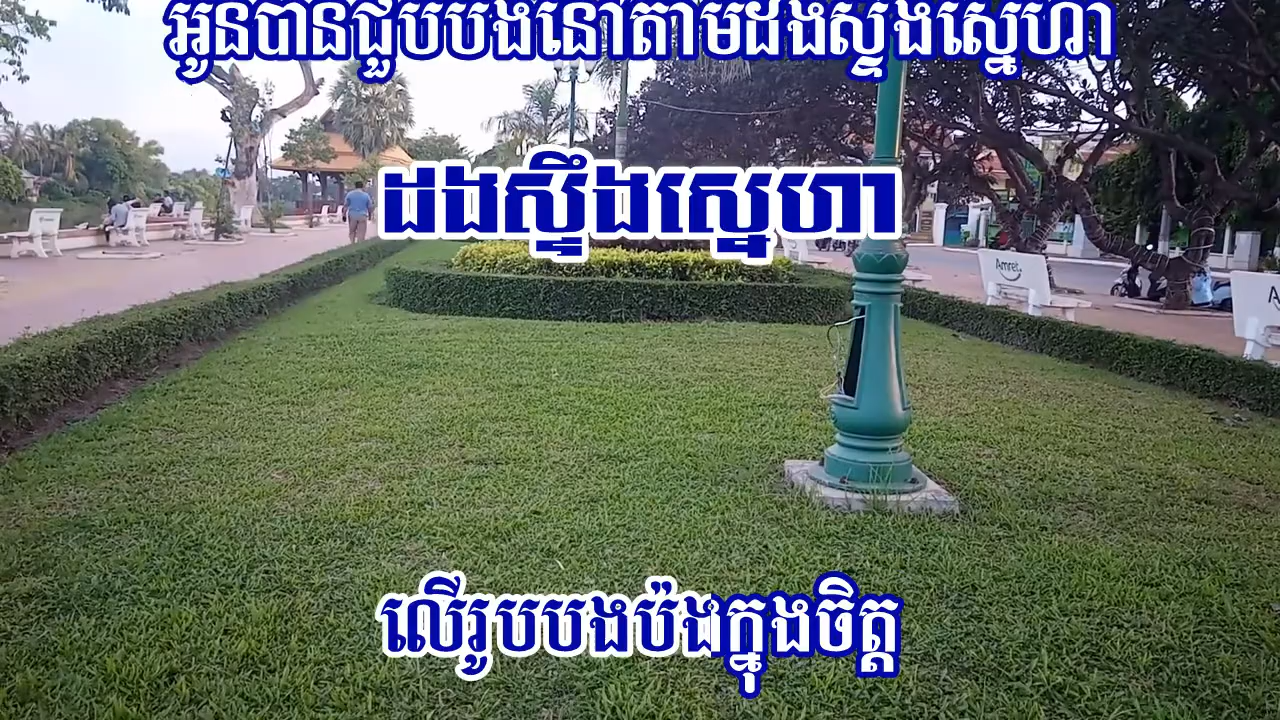 អូនបានជួបបងនៅតាមដងស្ទឹងស្នេហា
ដងស្ទឹងស្នេហា
Amret
លើរូបបងប៉ងក្នុងចិត្ត